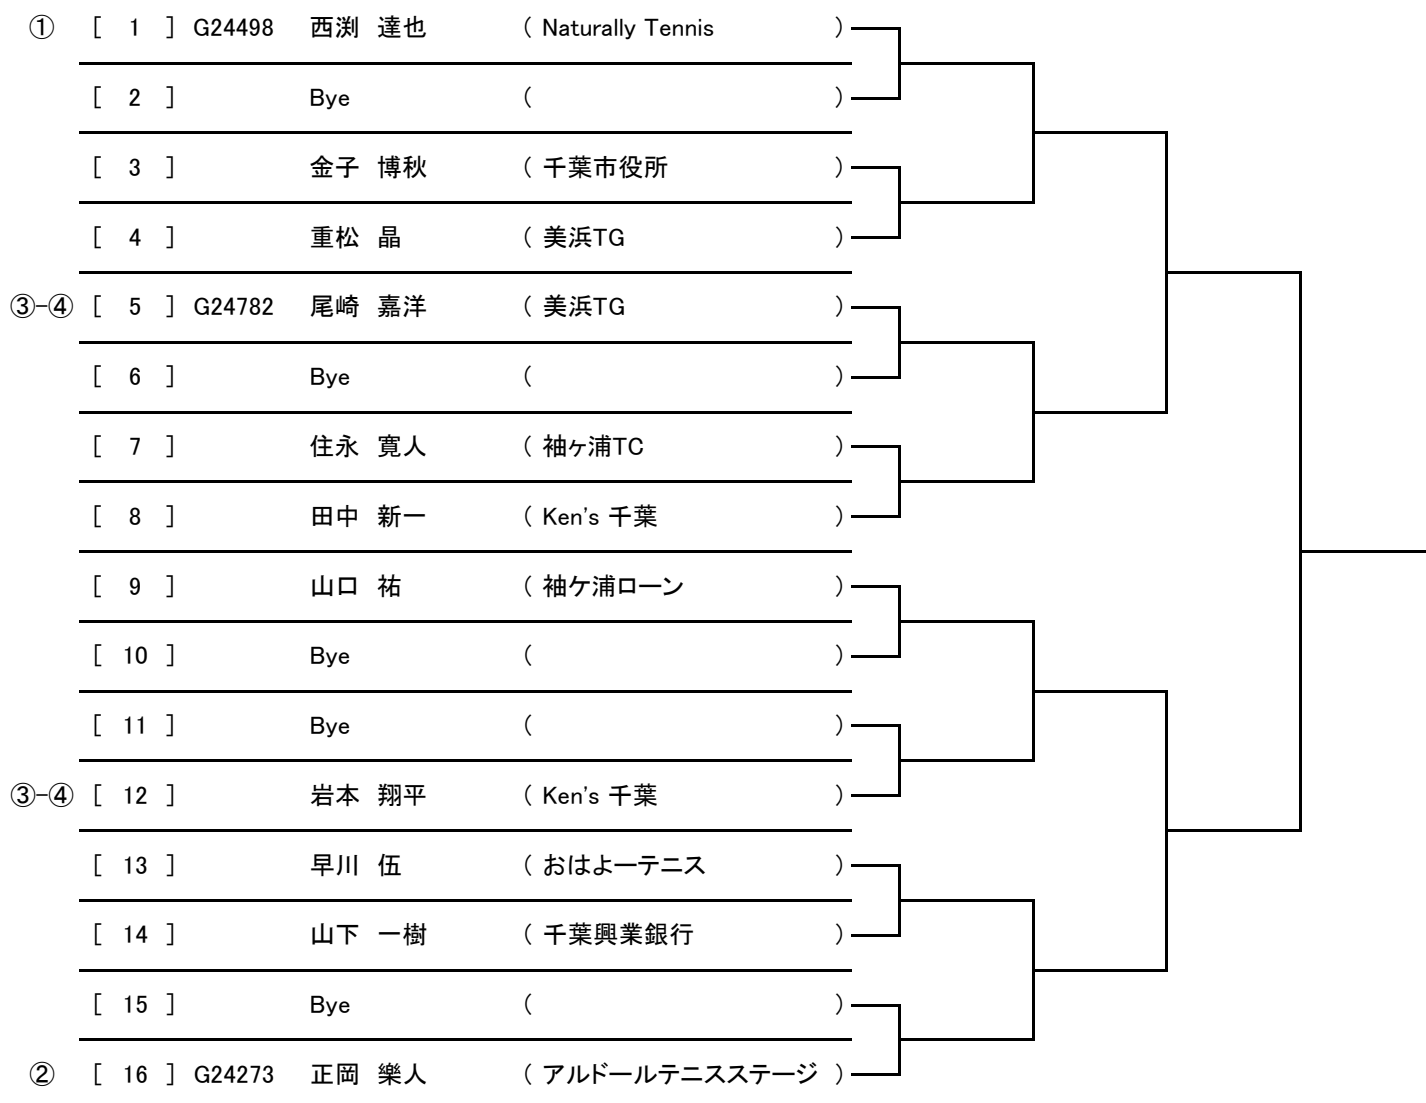 ① [ 1 ] G24498 西渕 達也 ( Naturally Tennis )
[ 2 ] Bye ( )
[ 3 ] 金子 博秋 ( 千葉市役所 )
[ 4 ] 重松 晶 ( 美浜TG )
③-④ [ 5 ] G24782 尾崎 嘉洋 ( 美浜TG )
[ 6 ] Bye ( )
[ 7 ] 住永 寛人 ( 袖ヶ浦TC )
[ 8 ] 田中 新一 ( Ken's 千葉 )
[ 9 ] 山口 祐 ( 袖ケ浦ローン )
[ 10 ] Bye ( )
[ 11 ] Bye ( )
③-④ [ 12 ] 岩本 翔平 ( Ken's 千葉 )
[ 13 ] 早川 伍 ( おはよーテニス )
[ 14 ] 山下 一樹 ( 千葉興業銀行 )
[ 15 ] Bye ( )
② [ 16 ] G24273 正岡 樂人 ( アルドールテニスステージ )